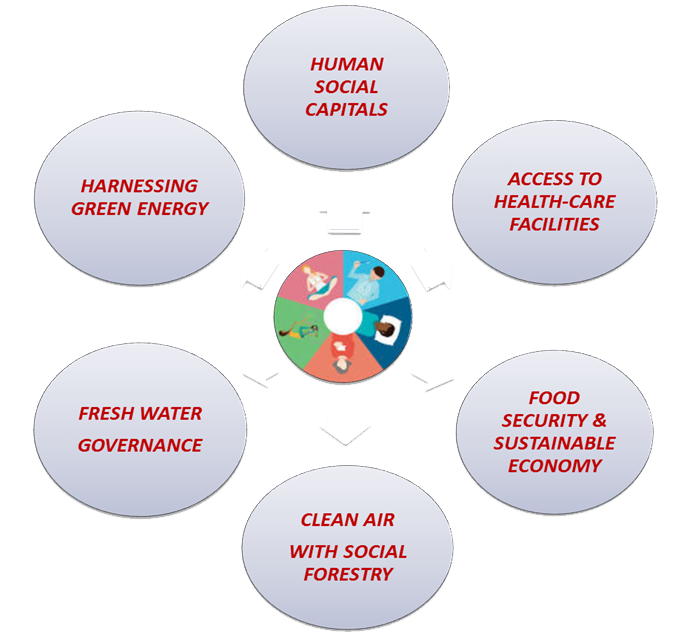 HUMAN
SOCIAL
CAPITALS
HARNESSING
GREEN ENERGY
ACCESS TO
HEALTH-CARE
FACILITIES
FRESH WATER
GOVERNANCE
FOOD
SECURITY &
SUSTAINABLE
ECONOMY
CLEAN AIR
WITH SOCIAL
FORESTRY